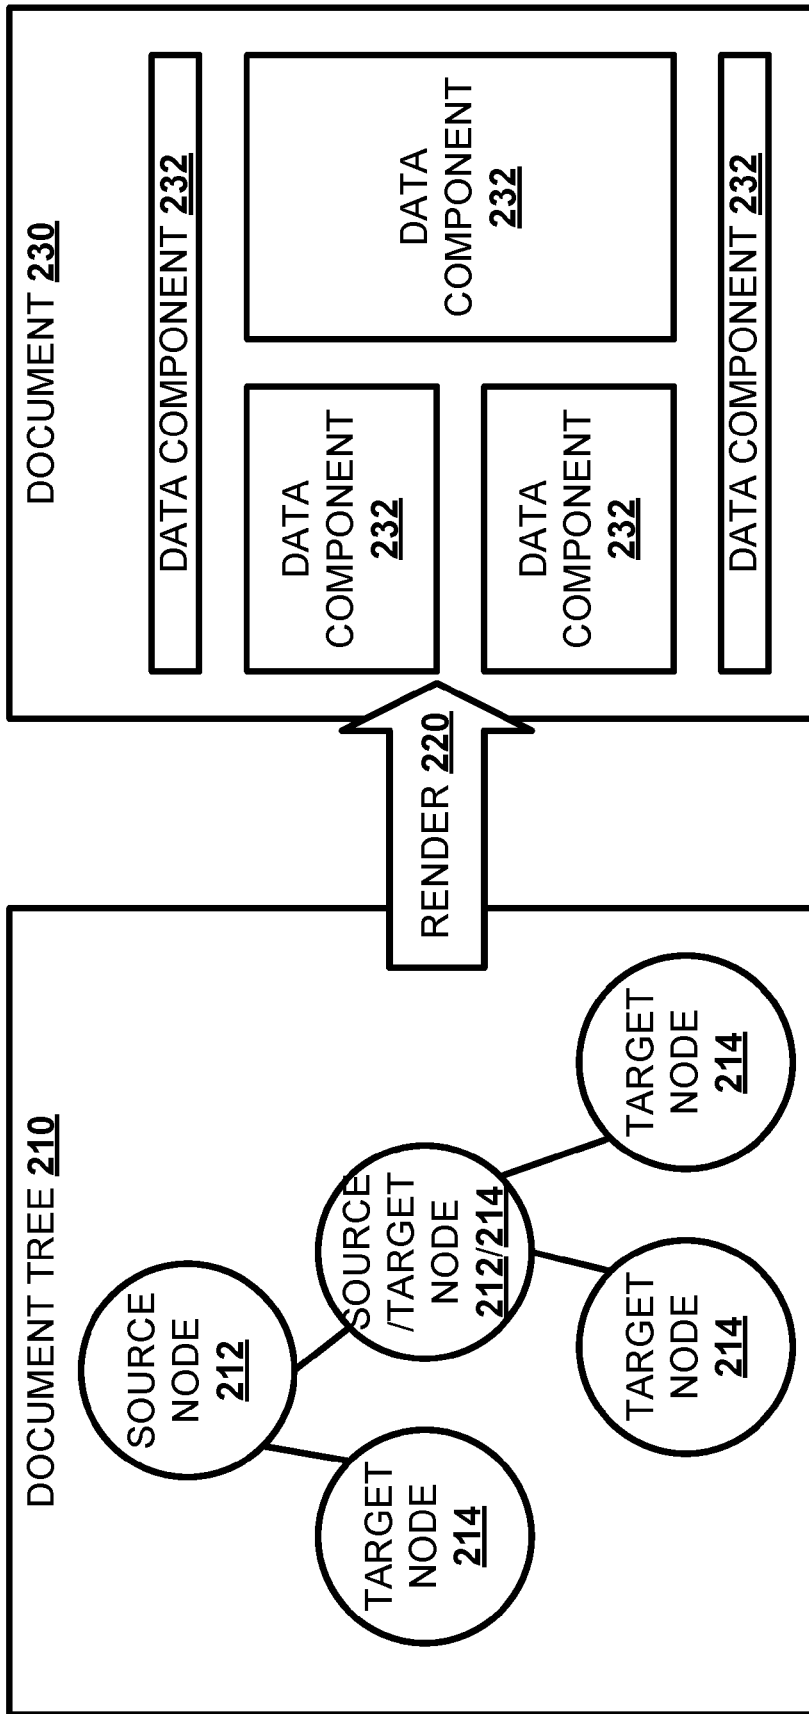 DOCUMENT TREE 210
SOURCE
NODE
212
TARGET
NODE
214
SOURCE
/TARGET
NODE
212/214
TARGET
NODE
214
TARGET
NODE
214
RENDER 220
DOCUMENT 230
DATA COMPONENT 232
DATA
COMPONENT
232
DATA
COMPONENT
232
DATA
COMPONENT
232
DATA COMPONENT 232